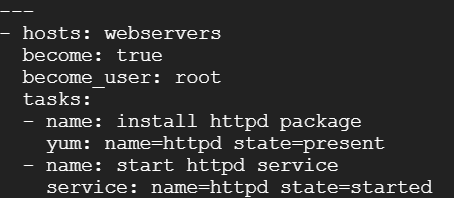 ---
- hosts: webservers
  become: true
  become_user: root
  tasks:
  - name: install httpd package
    yum: name=httpd state=present
  - name: start httpd service
    service: name=httpd state=started